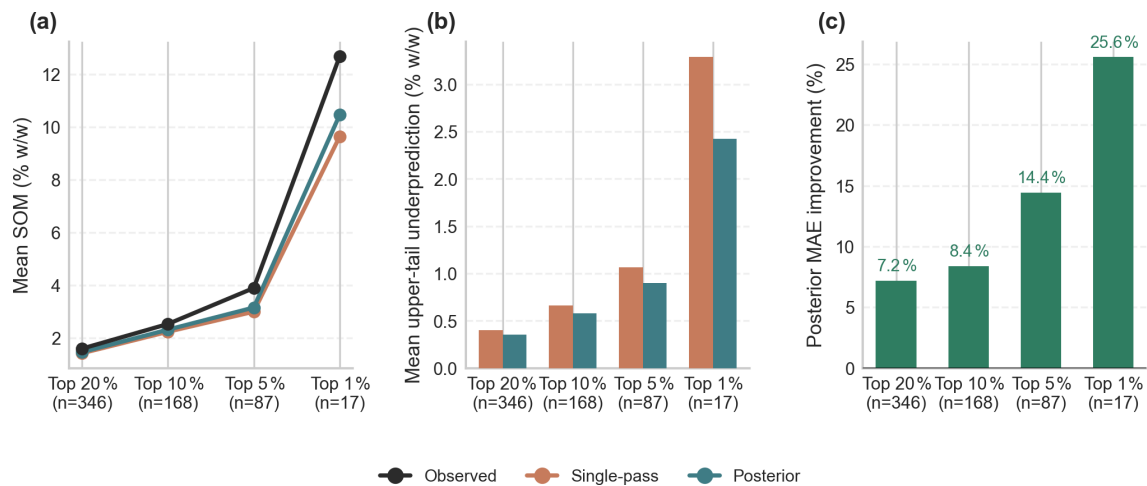 (a)
Mean SOM (% w/w)
12
10
8
6
4
2
Top 20 % Top 10 % Top 5 % Top 1 %
(n=346) (n=168) (n=87) (n=17)
(b)
Mean upper-tail underprediction (% w/w)
3.0
2.5
2.0
1.5
1.0
0.5
0.0
Top 20 % Top 10 % Top 5 % Top 1 %
(n=346) (n=168) (n=87) (n=17)
(c)
Posterior MAE improvement (%)
25
20
15
10
5
0
7.2 % 8.4 % 14.4 % 25.6 %
Top 20 % Top 10 % Top 5 % Top 1 %
(n=346) (n=168) (n=87) (n=17)
Observed Single-pass Posterior